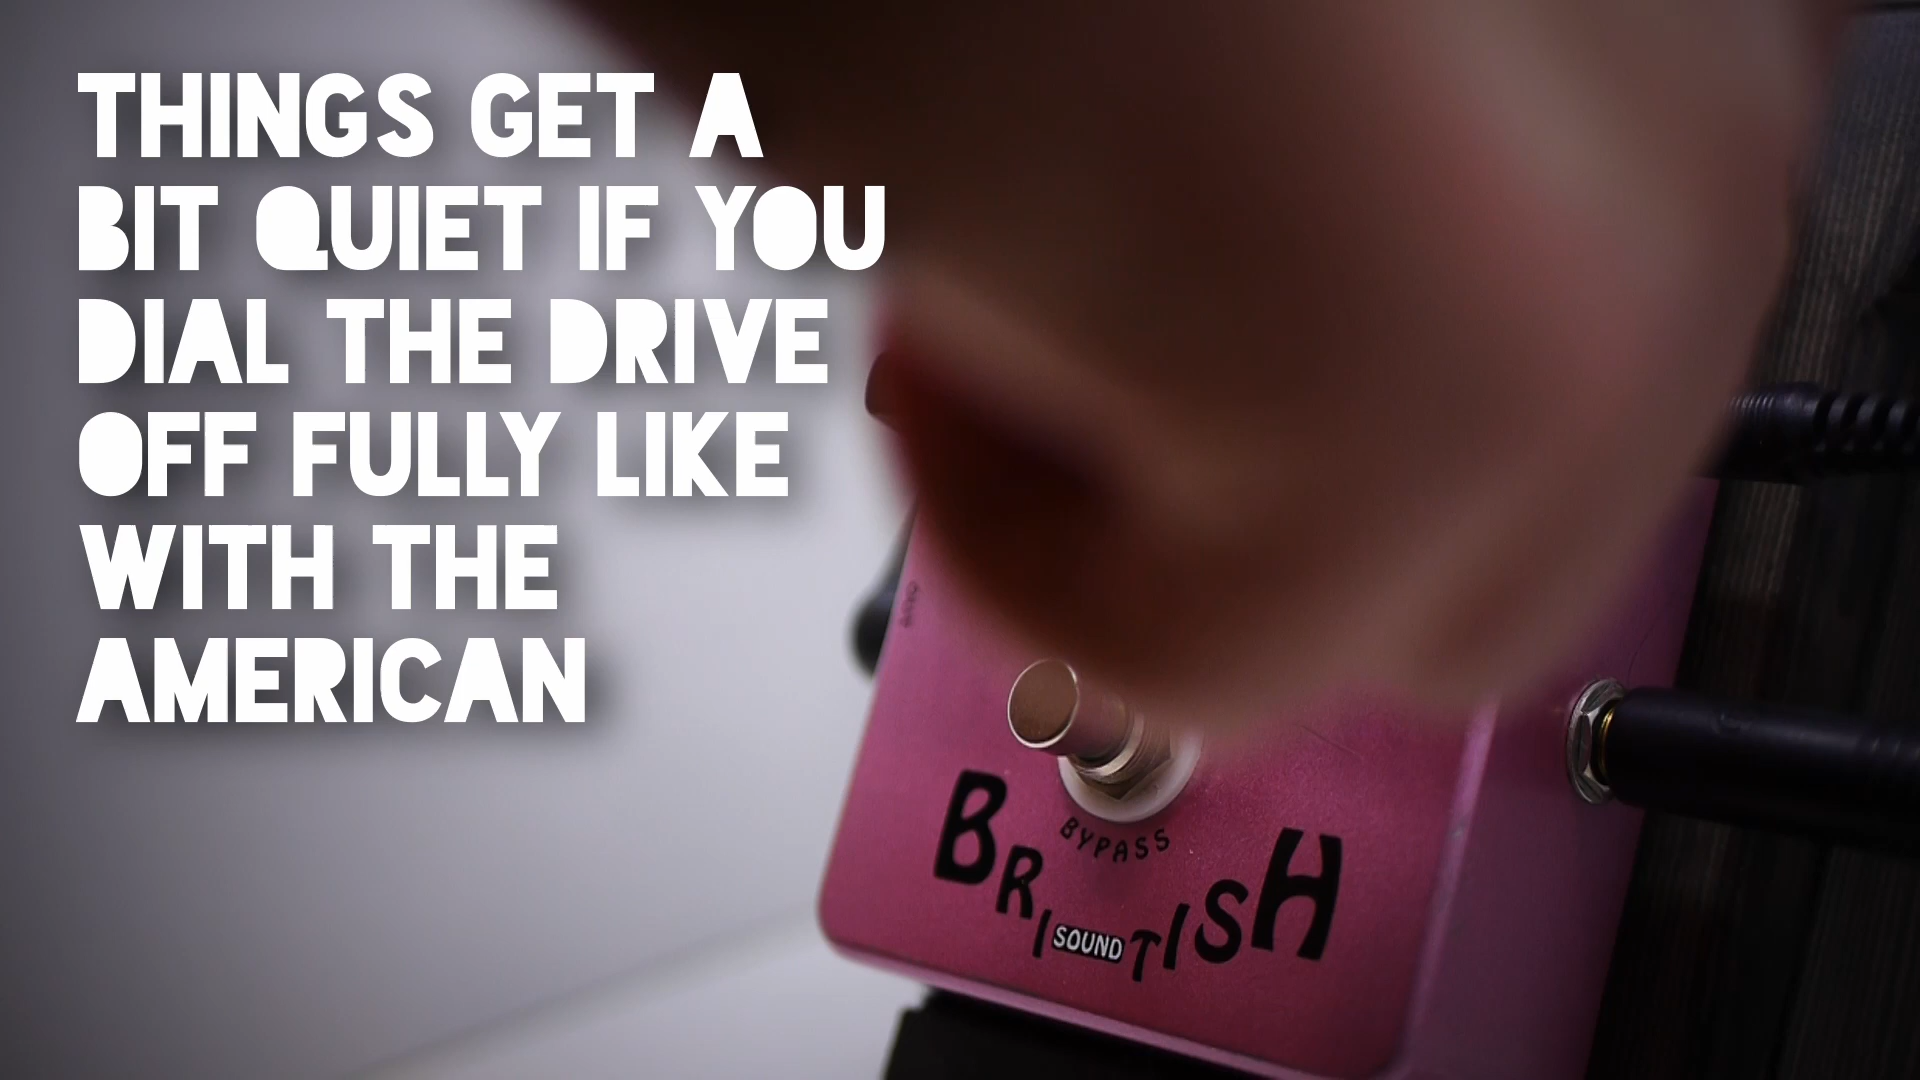 THINGS GET A
BIT QUIET IF YOU
DIAL THE DRIVE
OFF FULLY LIKE
WITH THE
AMERICAN
BYPASS
BRITISH
SOUND